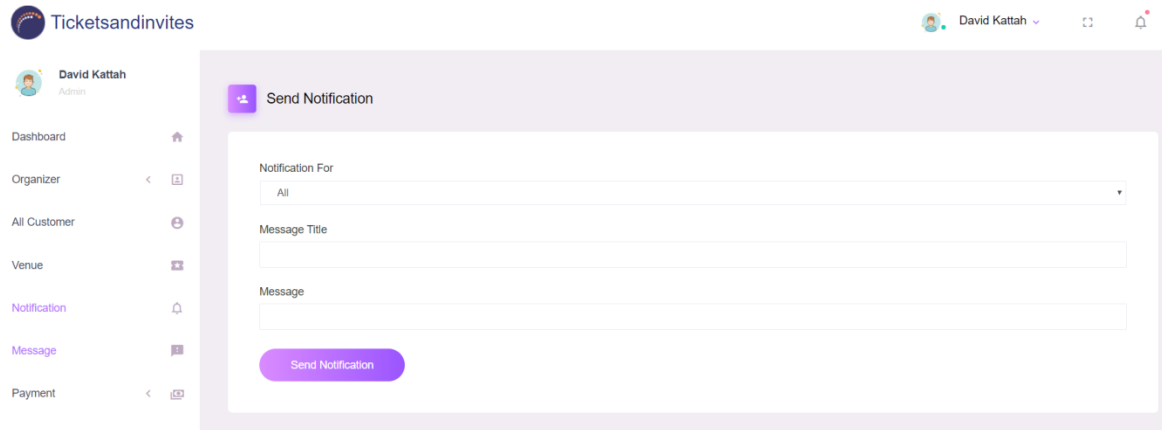 Ticketsandinvites
David Kattah
David Kattah
Admin
Dashboard
Organizer
All Customer
Venue
Notification
Message
Payment
Send Notification
Notification For
All
Message Title
Message
Send Notification